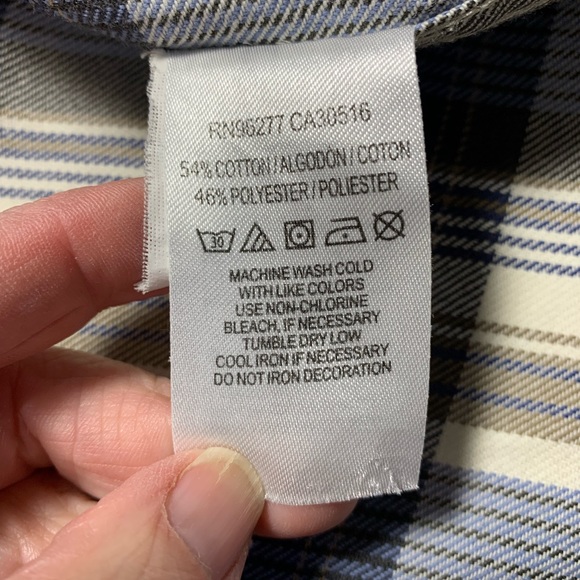 RN96277 CA30516
54% COTTON / ALGODON / COTON
46% POLYESTER / POLIESTER
30
MACHINE WASH COLD
WITH LIKE COLORS
USE NON-CHLORINE
BLEACH, IF NECESSARY
TUMBLE DRY LOW
COOL IRON IF NECESSARY
DO NOT IRON DECORATION